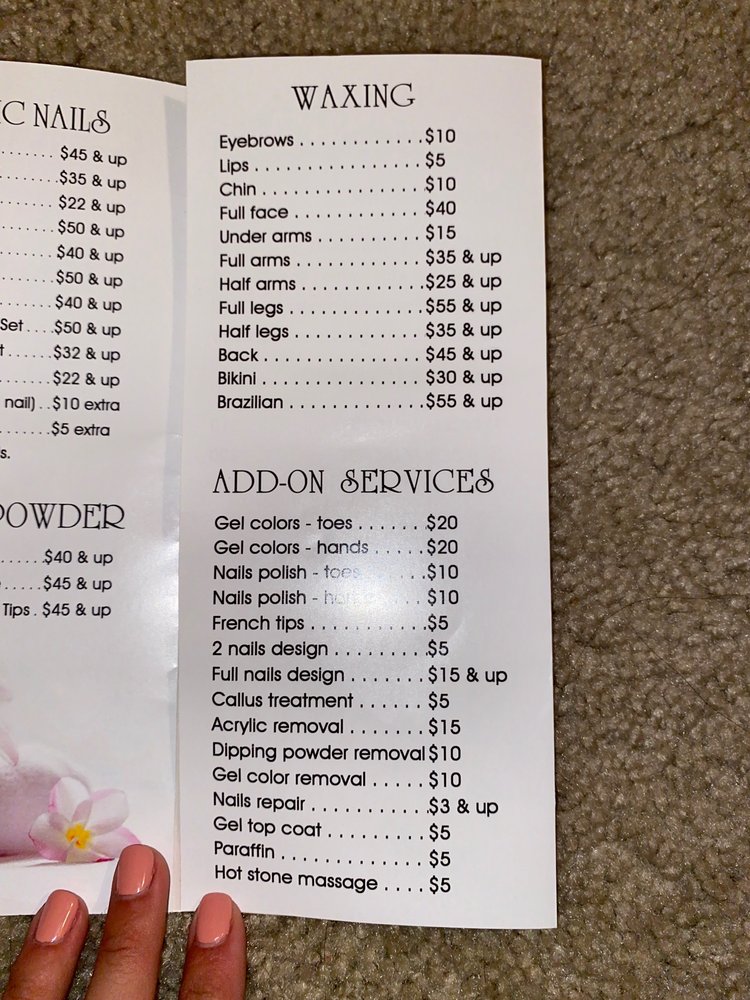 IC NAILS
......... $45 & up
.........$35 & up
......... $22 & up
.........$50 & up
.........$40 & up
.........$50 & up
.........$40 & up
Set....$50 & up
t......$32 & up
.......$22 & up
nail)..$10 extra
.......$5 extra
s.
POWDER
.....$40 & up
.....$45 & up
Tips. $45 & up
WAXING
Eyebrows............$10
Lips................$5
Chin................$10
Full face............$40
Under arms..........$15
Full arms............$35 & up
Half arms............$25 & up
Full legs............$55 & up
Half legs............$35 & up
Back...............$45 & up
Bikini...............$30 & up
Brazilian.............$55 & up
ADD-ON SERVICES
Gel colors - toes......$20
Gel colors - hands.....$20
Nails polish - toes......$10
Nails polish - hands....$10
French tips...........$5
2 nails design.........$5
Full nails design.......$15 & up
Callus treatment......$5
Acrylic removal.......$15
Dipping powder removal $10
Gel color removal.....$10
Nails repair...........$3 & up
Gel top coat.........$5
Paraffin.............$5
Hot stone massage....$5